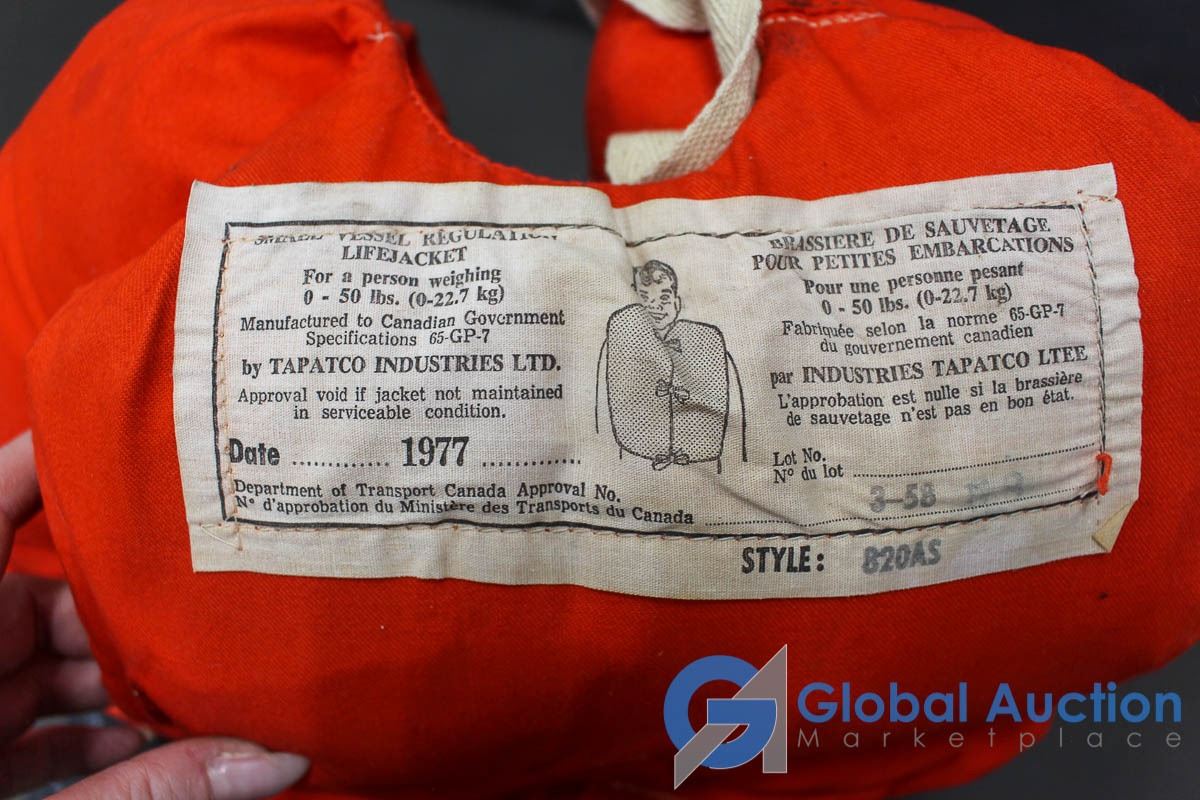 SMALL VESSEL REGULATION
LIFEJACKET
For a person weighing
0 - 50 lbs. (0-22.7 kg)
Manufactured to Canadian Government
Specifications 65-GP-7
by TAPATCO INDUSTRIES LTD.
Approval void if jacket not maintained
in serviceable condition.
Date ............ 1977 ............
BRASSIERE DE SAUVETAGE
POUR PETITES EMBARCATIONS
Pour une personne pesant
0 - 50 lbs. (0-22.7 kg)
Fabriquée selon la norme 65-GP-7
du gouvernement canadien
par INDUSTRIES TAPATCO LTEE
L'approbation est nulle si la brassière
de sauvetage n'est pas en bon état.
Lot No.
Nº du lot
Department of Transport Canada Approval No.
Nº d'approbation du Ministère des Transports du Canada
3-58
STYLE: 820AS
Global Auction
Marketplace